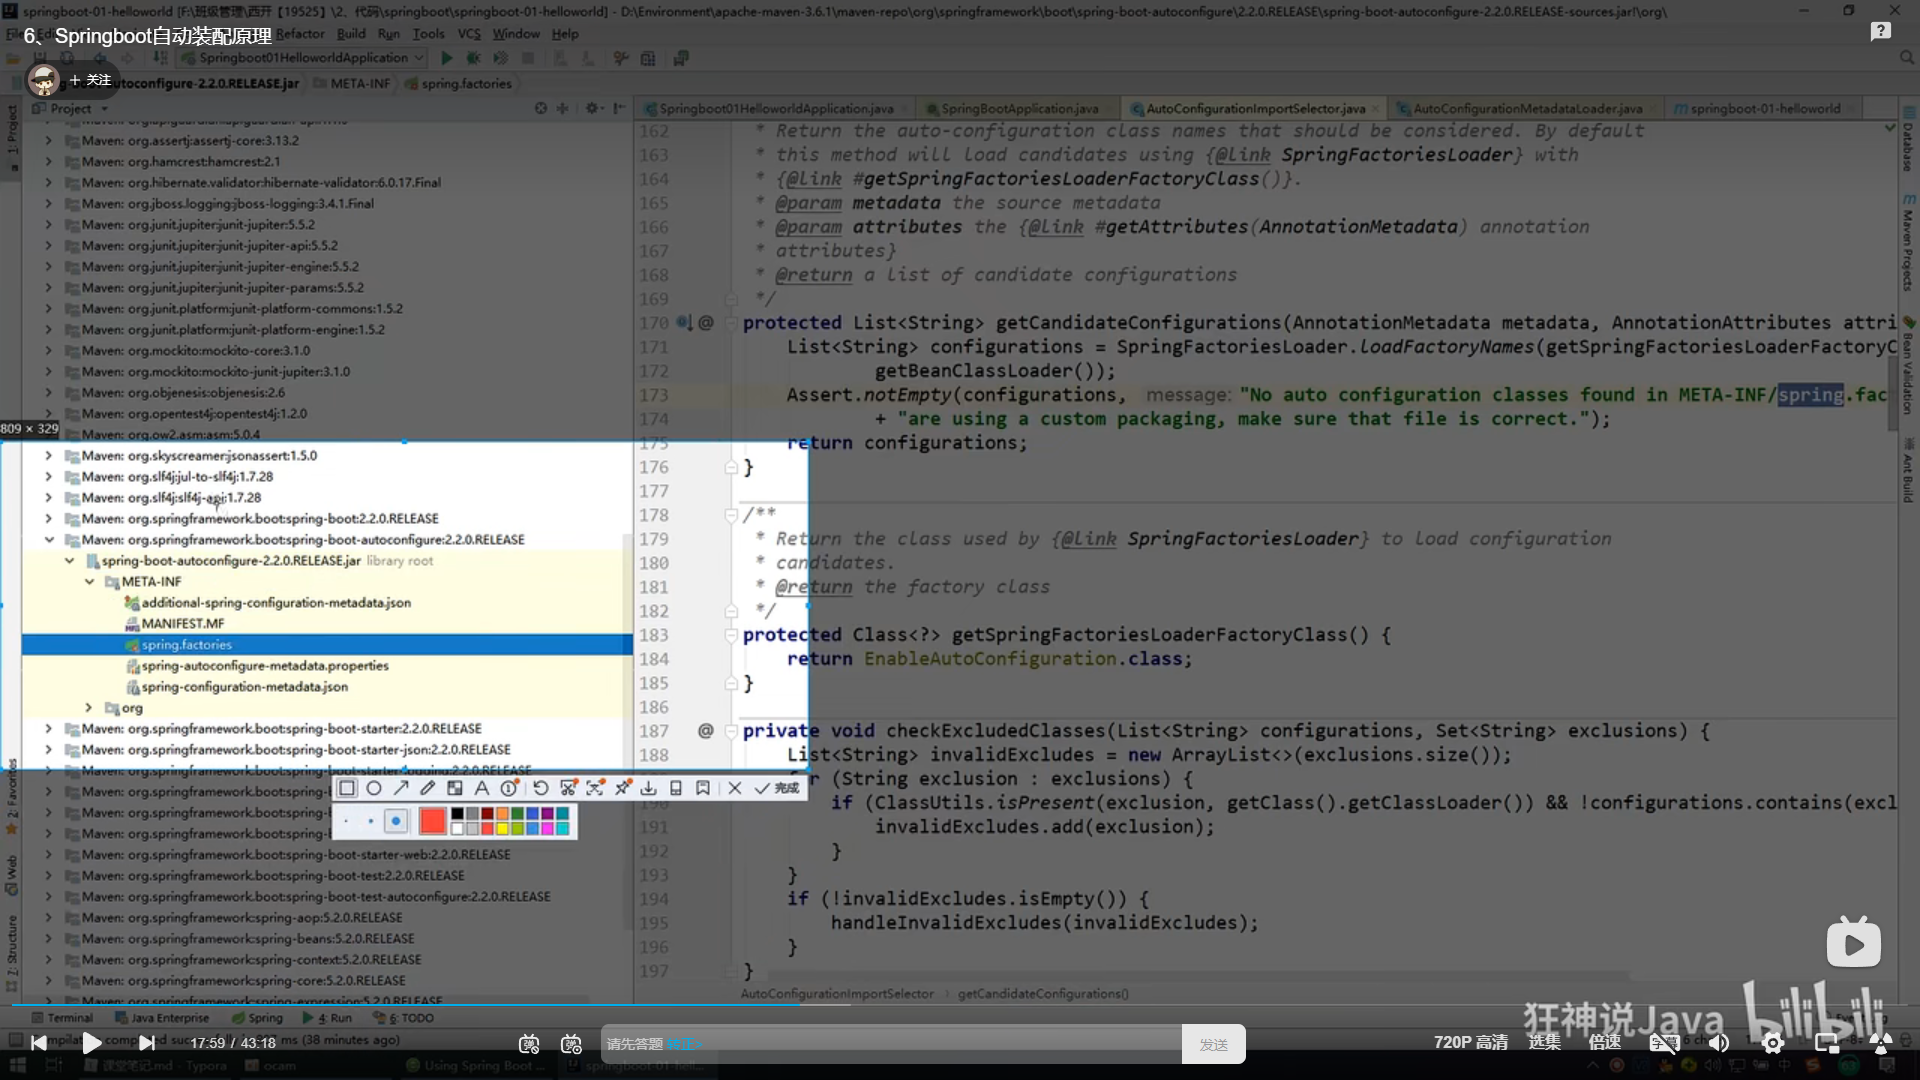 springboot-01-helloworld [F:\班级管理\西开【19525】\2、代码\springboot\springboot-01-helloworld] - D:\Environment\apache-maven-3.6.1\maven-repo\org\springframework\boot\spring-boot-autoconfigure\2.2.0.RELEASE\spring-boot-autoconfigure-2.2.0.RELEASE-sources.jar!\org\
6、Springboot自动装配原理
Refactor Build Run Tools VCS Window Help
Springboot01HelloworldApplication
+ 关注
autoconfigure-2.2.0.RELEASE.jar META-INF spring.factories
Project
Springboot01HelloworldApplication.java SpringBootApplication.java AutoConfigurationImportSelector.java AutoConfigurationMetadataLoader.java springboot-01-helloworld
1: Project
Maven: org.assertj:assertj-core:3.13.2
Maven: org.hamcrest:hamcrest:2.1
Maven: org.hibernate.validator:hibernate-validator:6.0.17.Final
Maven: org.jboss.logging:jboss-logging:3.4.1.Final
Maven: org.junit.jupiter:junit-jupiter:5.5.2
Maven: org.junit.jupiter:junit-jupiter-api:5.5.2
Maven: org.junit.jupiter:junit-jupiter-engine:5.5.2
Maven: org.junit.jupiter:junit-jupiter-params:5.5.2
Maven: org.junit.platform:junit-platform-commons:1.5.2
Maven: org.junit.platform:junit-platform-engine:1.5.2
Maven: org.mockito:mockito-core:3.1.0
Maven: org.mockito:mockito-junit-jupiter:3.1.0
Maven: org.objenesis:objenesis:2.6
Maven: org.opentest4j:opentest4j:1.2.0
Maven: org.ow2.asm:asm:5.0.4
809 × 329
Maven: org.skyscreamer:jsonassert:1.5.0
Maven: org.slf4j:jul-to-slf4j:1.7.28
Maven: org.slf4j:slf4j-api:1.7.28
Maven: org.springframework.boot:spring-boot:2.2.0.RELEASE
Maven: org.springframework.boot:spring-boot-autoconfigure:2.2.0.RELEASE
spring-boot-autoconfigure-2.2.0.RELEASE.jar library root
META-INF
additional-spring-configuration-metadata.json
MANIFEST.MF
spring.factories
spring-autoconfigure-metadata.properties
spring-configuration-metadata.json
org
Maven: org.springframework.boot:spring-boot-starter:2.2.0.RELEASE
Maven: org.springframework.boot:spring-boot-starter-json:2.2.0.RELEASE
Maven: org.springframework.boot:spring-boot-starter-logging:2.2.0.RELEASE
Maven: org.springframework.boot:
Maven: org.springframework.boot:
Maven: org.springframework.boot:spring-boot-starter-web:2.2.0.RELEASE
Maven: org.springframework.boot:spring-boot-test:2.2.0.RELEASE
Maven: org.springframework.boot:spring-boot-test-autoconfigure:2.2.0.RELEASE
Maven: org.springframework:spring-aop:5.2.0.RELEASE
Maven: org.springframework:spring-beans:5.2.0.RELEASE
Maven: org.springframework:spring-context:5.2.0.RELEASE
Maven: org.springframework:spring-core:5.2.0.RELEASE
Maven: org.springframework:spring-expression:5.2.0.RELEASE
2: Favorites
Web
Z: Structure
162 * Return the auto-configuration class names that should be considered. By default
163 * this method will load candidates using {@link SpringFactoriesLoader} with
164 * {@link #getSpringFactoriesLoaderFactoryClass()}.
165 * @param metadata the source metadata
166 * @param attributes the {@link #getAttributes(AnnotationMetadata) annotation
167 * attributes}
168 * @return a list of candidate configurations
169 */
170 @ protected List<String> getCandidateConfigurations(AnnotationMetadata metadata, AnnotationAttributes attri
171 List<String> configurations = SpringFactoriesLoader.loadFactoryNames(getSpringFactoriesLoaderFactoryC
172 getBeanClassLoader());
173 Assert.notEmpty(configurations, message: "No auto configuration classes found in META-INF/spring.fac
174 + "are using a custom packaging, make sure that file is correct.");
175 return configurations;
176 }
177
178 /**
179 * Return the class used by {@link SpringFactoriesLoader} to load configuration
180 * candidates.
181 * @return the factory class
182 */
183 protected Class<?> getSpringFactoriesLoaderFactoryClass() {
184 return EnableAutoConfiguration.class;
185 }
186
187 @ private void checkExcludedClasses(List<String> configurations, Set<String> exclusions) {
188 List<String> invalidExcludes = new ArrayList<>(exclusions.size());
for (String exclusion : exclusions) {
190 if (ClassUtils.isPresent(exclusion, getClass().getClassLoader()) && !configurations.contains(excl
191 invalidExcludes.add(exclusion);
192 }
193 }
194 if (!invalidExcludes.isEmpty()) {
195 handleInvalidExcludes(invalidExcludes);
196 }
197 }
完成
AutoConfigurationImportSelector getCandidateConfigurations()
Database
Maven Projects
Bean Validation
Ant Build
Terminal Java Enterprise Spring 4: Run 6: TODO
狂神说Java bilibili
17:59 / 43:18
请先答题
发送
720P 高清 选集 倍速 字幕
课堂笔记.md - Typora ocam Using Spring Boot ... springboot-01-hell...